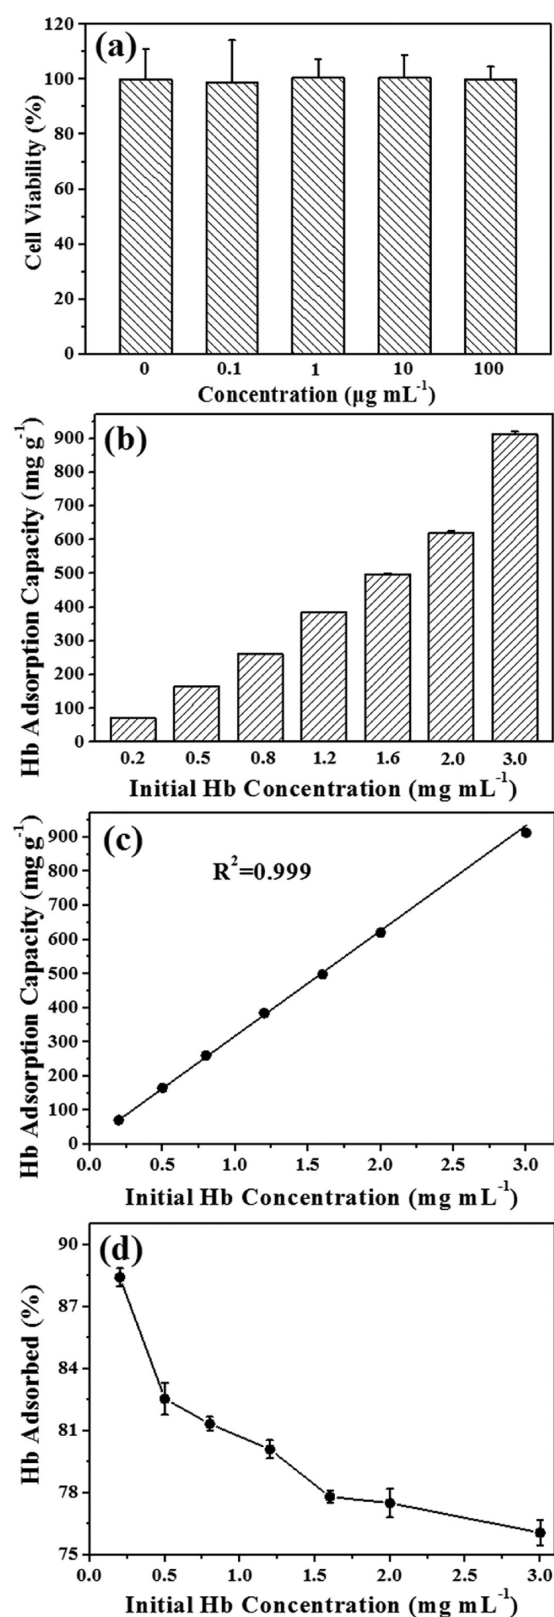 (a)
Cell Viability (%)
120
100
80
60
40
20
0
0 0.1 1 10 100
Concentration (µg mL⁻¹)
(b)
Hb Adsorption Capacity (mg g⁻¹)
900
800
700
600
500
400
300
200
100
0
0.2 0.5 0.8 1.2 1.6 2.0 3.0
Initial Hb Concentration (mg mL⁻¹)
(c)
R²=0.999
Hb Adsorption Capacity (mg g⁻¹)
900
800
700
600
500
400
300
200
100
0
0.0 0.5 1.0 1.5 2.0 2.5 3.0
Initial Hb Concentration (mg mL⁻¹)
(d)
Hb Adsorbed (%)
90
87
84
81
78
75
0.0 0.5 1.0 1.5 2.0 2.5 3.0
Initial Hb Concentration (mg mL⁻¹)